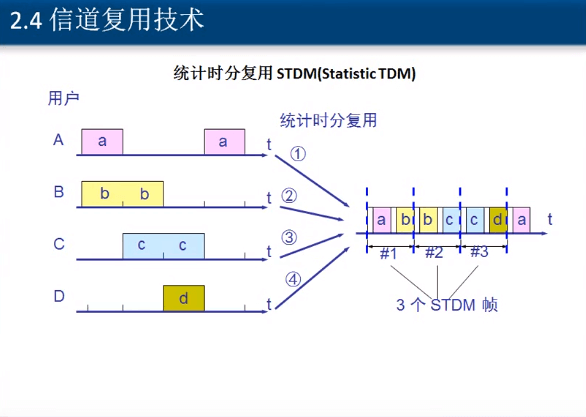 2.4 信道复用技术
统计时分复用 STDM(Statistic TDM)
用户
统计时分复用
A a a t
①
B b b t
②
C c c t
③
D d t
④
a b b c c d a t
#1 #2 #3
3 个 STDM 帧